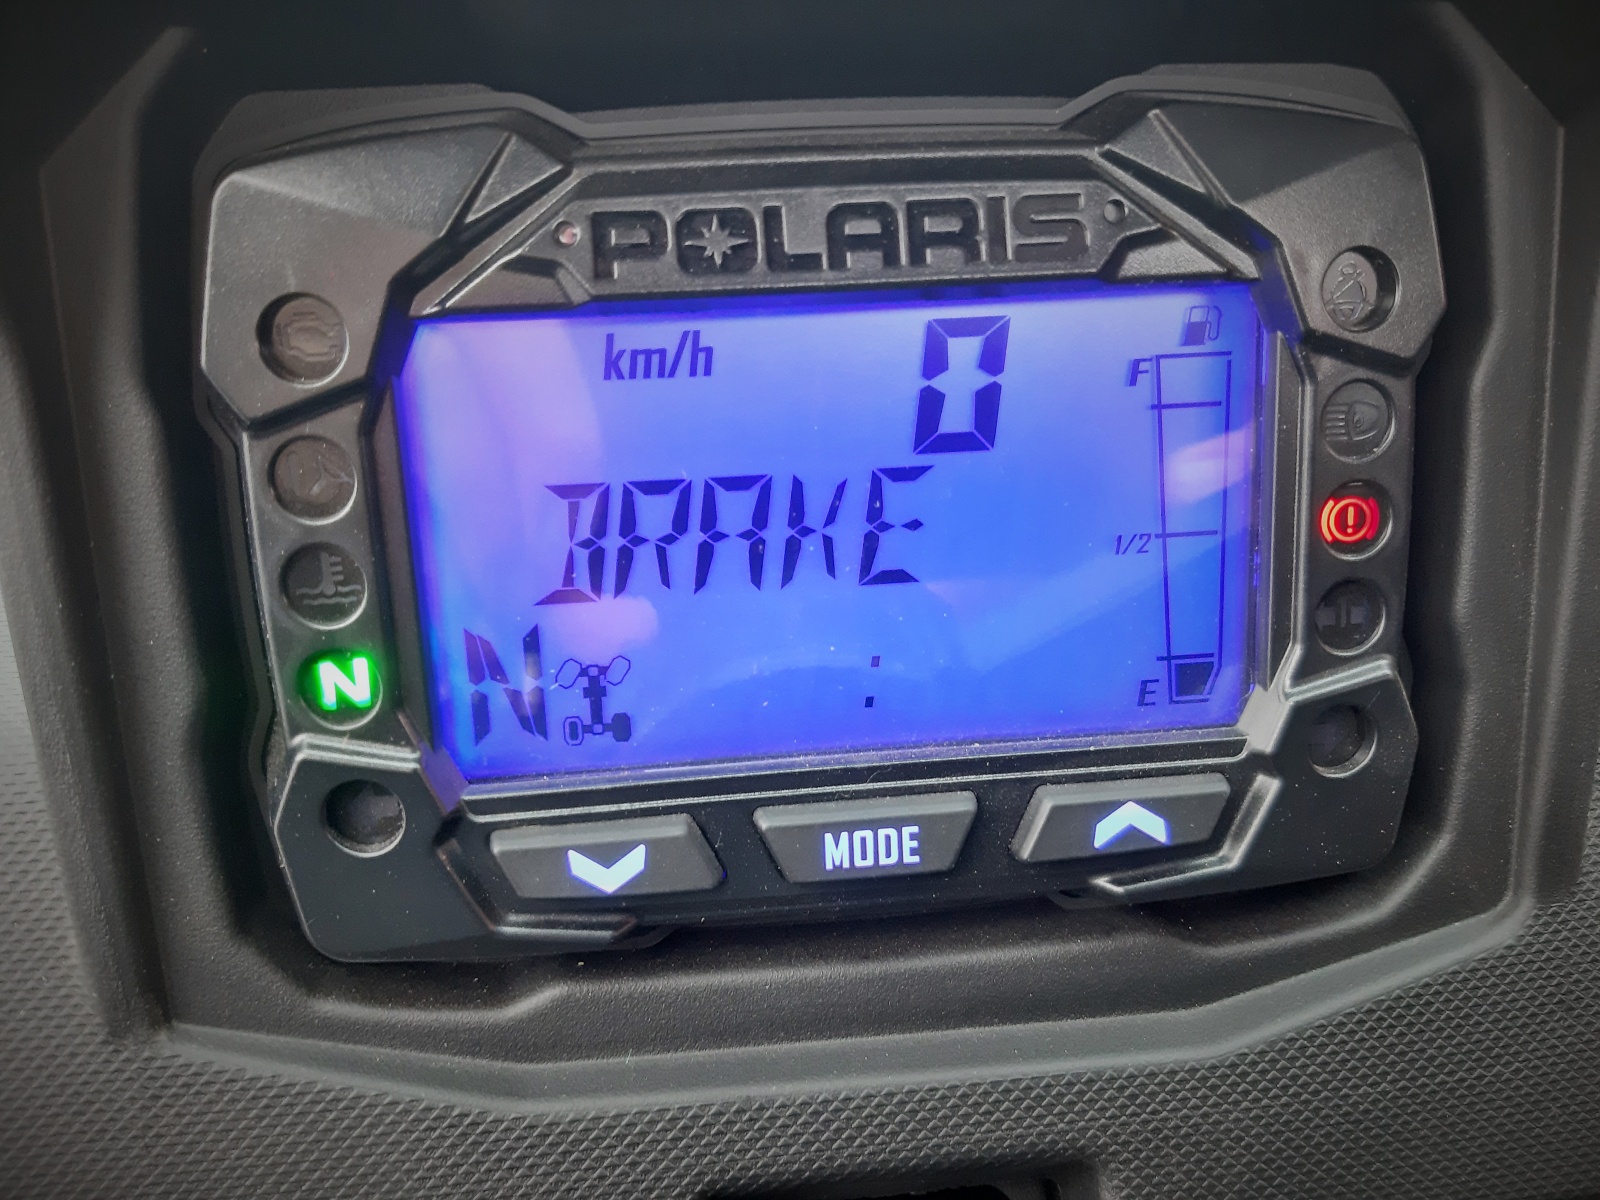 POLARIS
km/h 0
F
BRAKE
1/2
N
N :
E
MODE